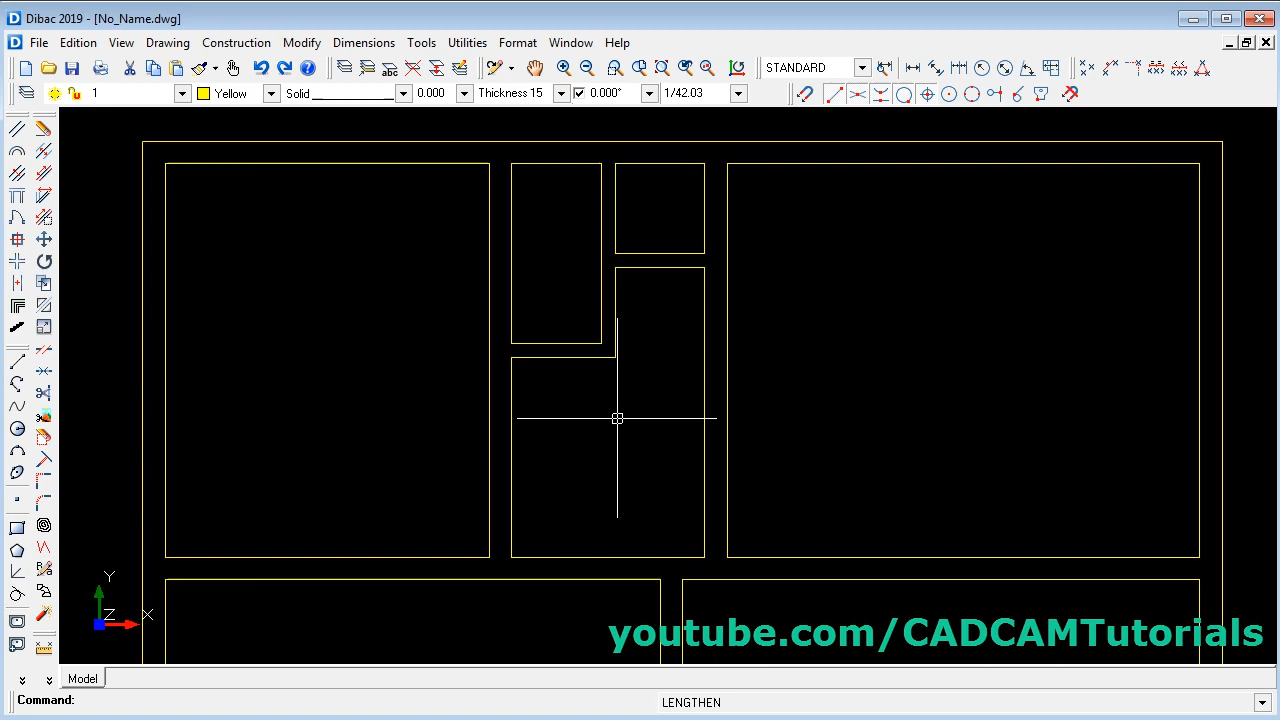 Dibac 2019 - [No_Name.dwg]
File Edition View Drawing Construction Modify Dimensions Tools Utilities Format Window Help
STANDARD
1 Yellow Solid 0.000 Thickness 15 0.000° 1/42.03
Y
Z X
youtube.com/CADCAMTutorials
Model
Command: LENGTHEN